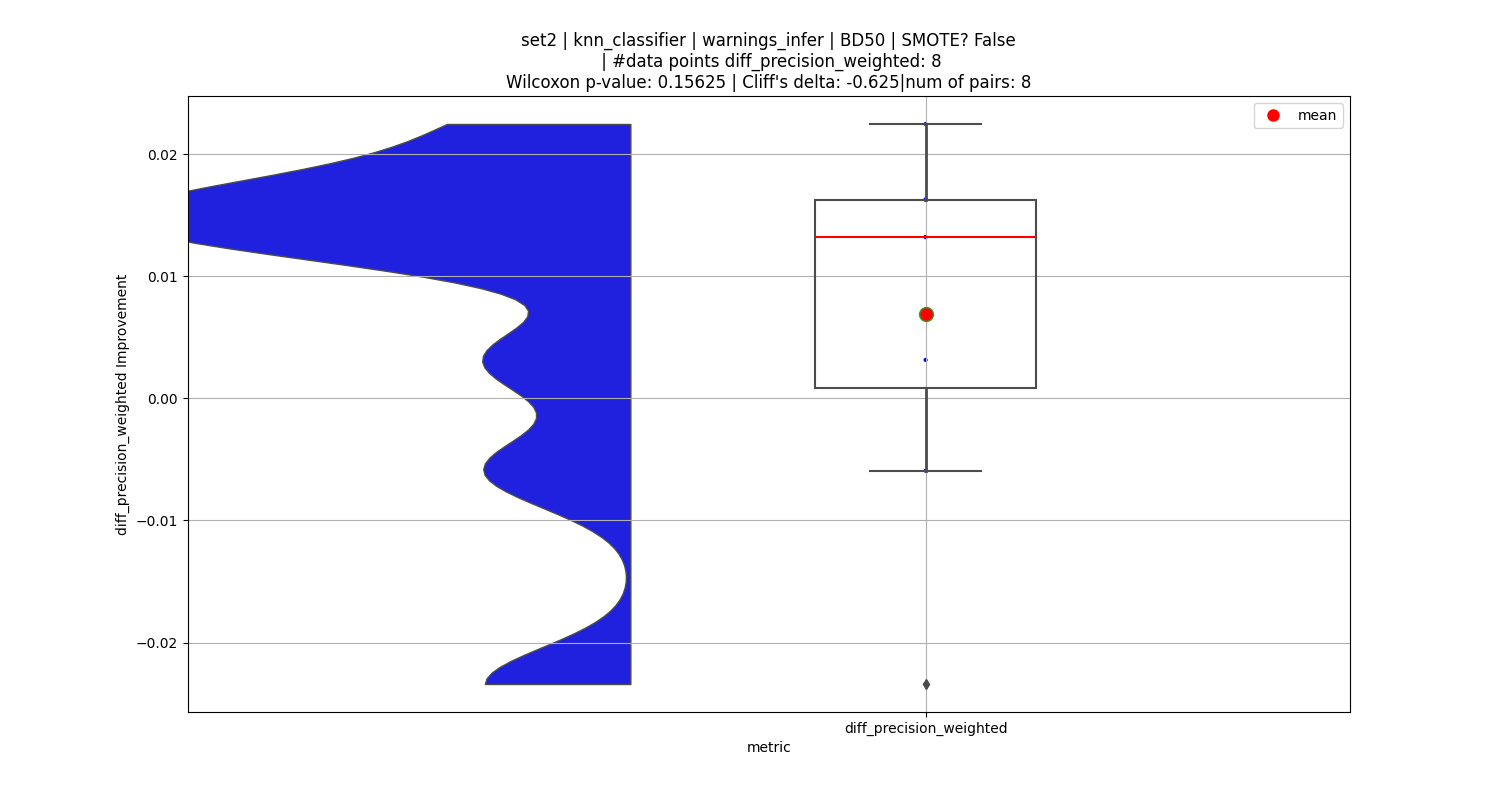 set2 | knn_classifier | warnings_infer | BD50 | SMOTE? False
| #data points diff_precision_weighted: 8
Wilcoxon p-value: 0.15625 | Cliff's delta: -0.625|num of pairs: 8
mean
0.02
0.01
0.00
−0.01
−0.02
diff_precision_weighted Improvement
diff_precision_weighted
metric